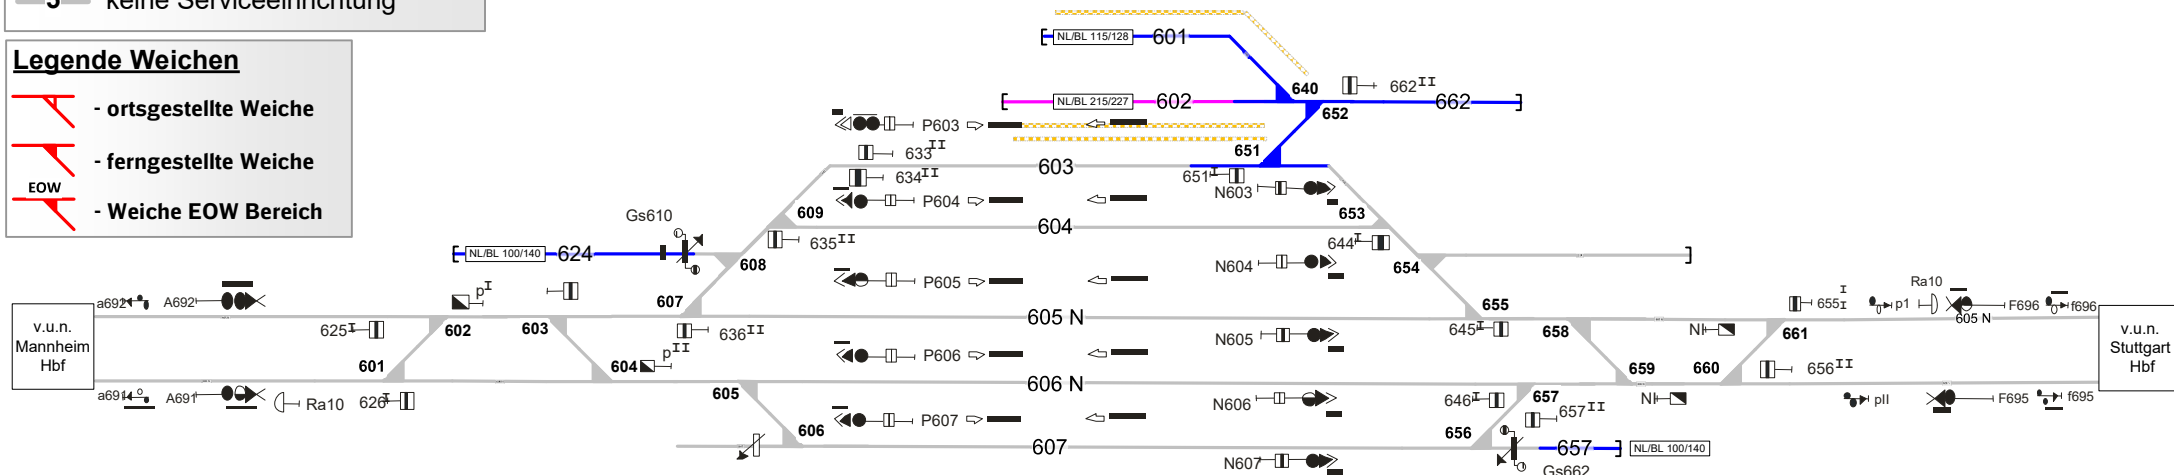 keine Serviceeinrichtung
Legende Weichen
- ortsgestellte Weiche
- ferngestellte Weiche
EOW
- Weiche EOW Bereich
NL/BL 115/128 601
640
662II
NL/BL 215/227 602
662
652
P603
633II
651
603
634II
651I
N603
P604
Gs610
609
653
604
635II
644I
NL/BL 100/140 624
608
N604
654
P605
pI
607
655
Ra10
a692
A692
655I
p1
F696
f696
v.u.n.
Mannheim
Hbf
625I
602
603
636II
605 N
N605
645I
658
NI
661
605 N
v.u.n.
Stuttgart
Hbf
pII
601
604
P606
659
660
656II
606 N
a691
A691
Ra10
626I
605
N606
646I
657
657II
NI
pII
F695
f695
P607
606
607
656
657
NL/BL 100/140
N607
Gs662